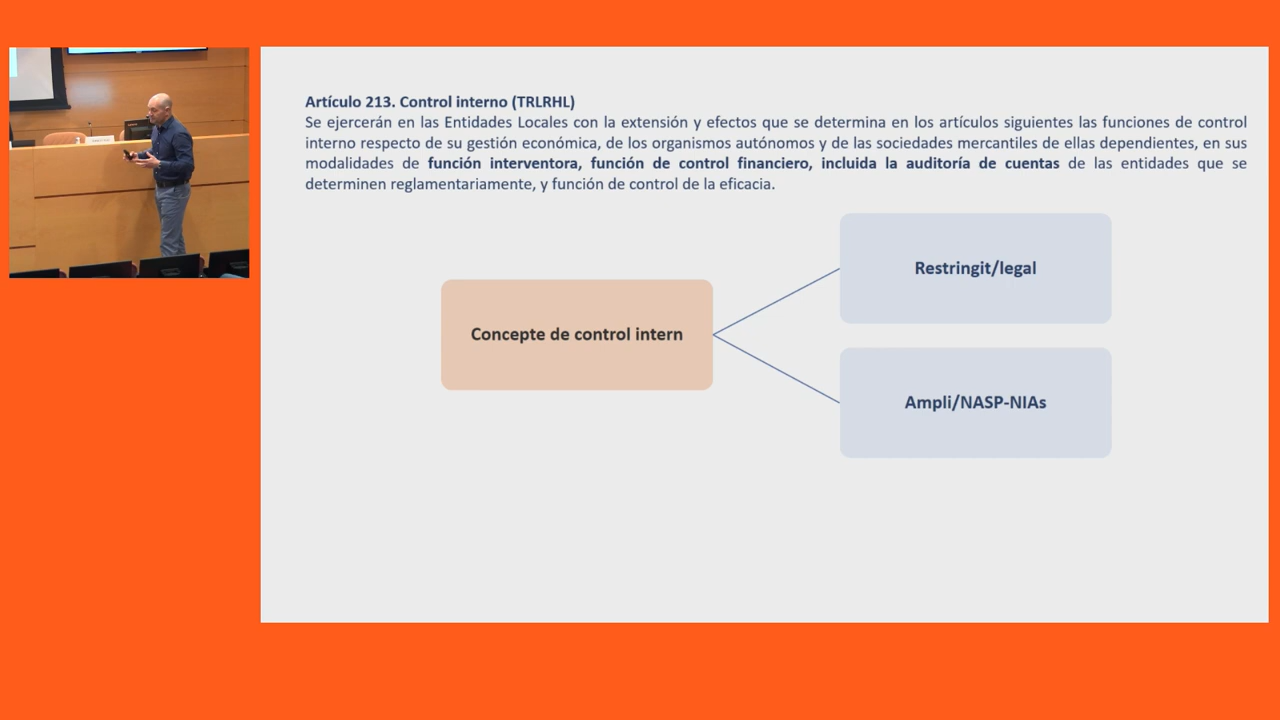 Artículo 213. Control interno (TRLRHL)
Se ejercerán en las Entidades Locales con la extensión y efectos que se determina en los artículos siguientes las funciones de control
interno respecto de su gestión económica, de los organismos autónomos y de las sociedades mercantiles de ellas dependientes, en sus
modalidades de función interventora, función de control financiero, incluida la auditoría de cuentas de las entidades que se
determinen reglamentariamente, y función de control de la eficacia.
Concepte de control intern
Restringit/legal
Ampli/NASP-NIAs